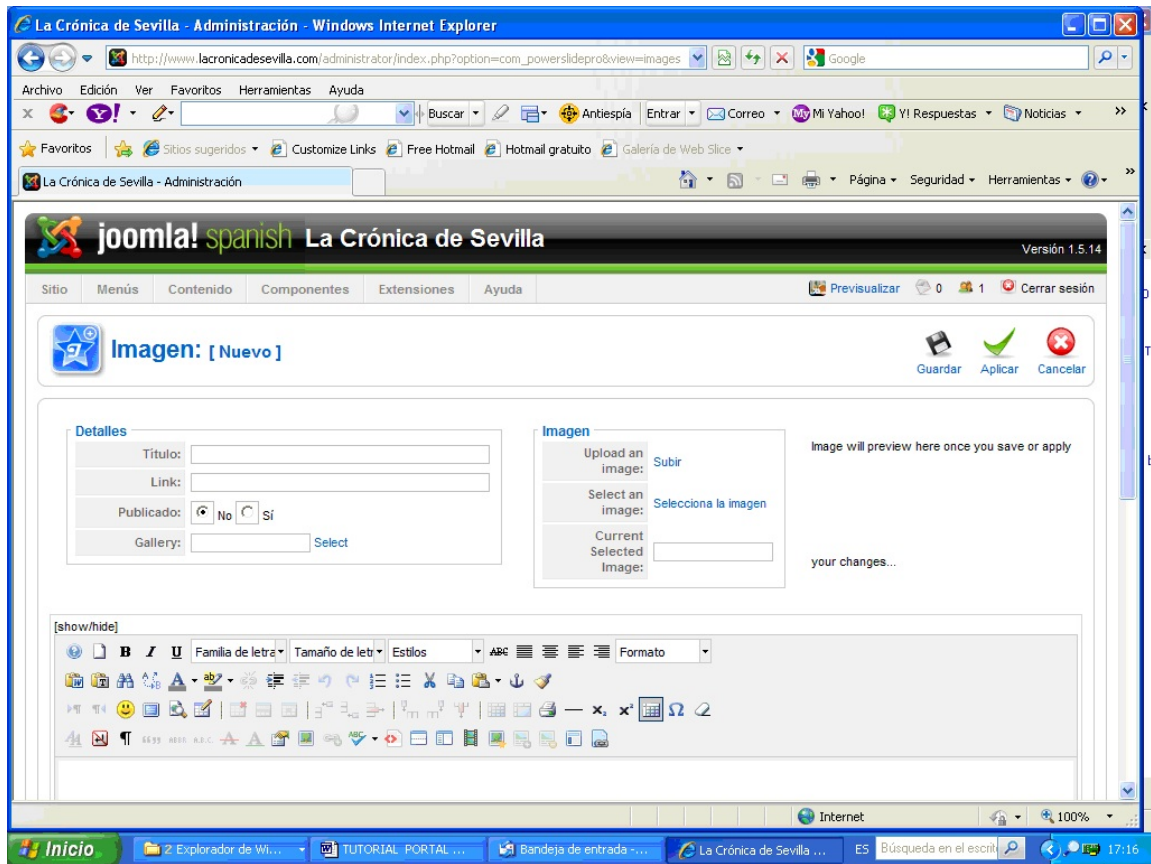 La Crónica de Sevilla - Administración - Windows Internet Explorer
http://www.lacronicadesevilla.com/administrator/index.php?option=com_powerslidepro&view=images
Google
Archivo Edición Ver Favoritos Herramientas Ayuda
Buscar Antiespía Entrar Correo Mi Yahoo! Y! Respuestas Noticias
Favoritos Sitios sugeridos Customize Links Free Hotmail Hotmail gratuito Galería de Web Slice
La Crónica de Sevilla - Administración
Página Seguridad Herramientas
joomla! spanish La Crónica de Sevilla
Versión 1.5.14
Sitio Menús Contenido Componentes Extensiones Ayuda Previsualizar 0 1 Cerrar sesión
Imagen: [ Nuevo ]
Guardar Aplicar Cancelar
Detalles
Título:
Link:
Publicado: No Sí
Gallery: Select
Imagen
Upload an image: Subir
Select an image: Selecciona la imagen
Current Selected Image:
Image will preview here once you save or apply
your changes...
[show/hide]
B I U Familia de letra Tamaño de letr Estilos ABC Formato
Internet 100%
Inicio 2 Explorador de Wi... TUTORIAL PORTAL ... Bandeja de entrada -... La Crónica de Sevilla ... ES Búsqueda en el escrit 17:16